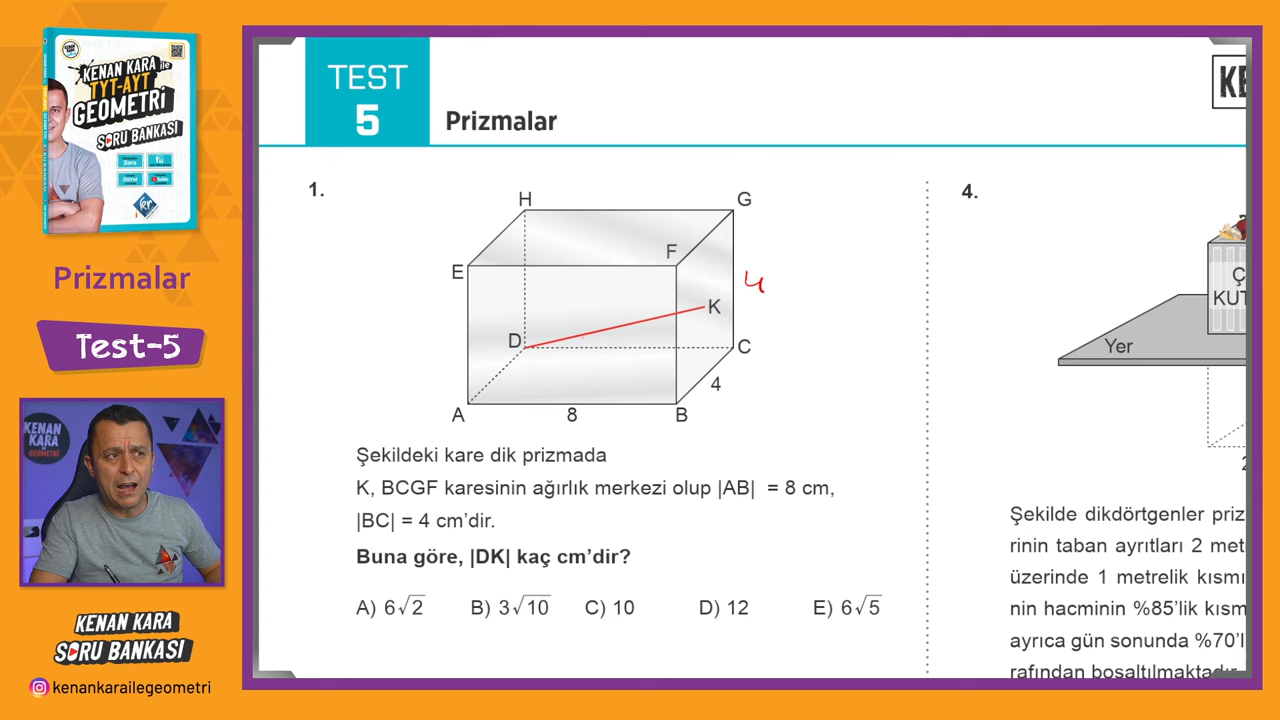 KENAN KARA ile
TYT-AYT
GEOMETRİ
SORU BANKASI
Prizmalar
Test-5
KENAN
KARA
GEOMETRİ
KENAN KARA
SORU BANKASI
kenankarailegeometri
TEST
5
Prizmalar
KE
1.
H
G
F
E
4
K
D
C
4
A
8
B
Şekildeki kare dik prizmada
K, BCGF karesinin ağırlık merkezi olup |AB| = 8 cm,
|BC| = 4 cm’dir.
Buna göre, |DK| kaç cm’dir?
A) 6√2 B) 3√10 C) 10 D) 12 E) 6√5
4.
Ç
KUT
Yer
2
Şekilde dikdörtgenler priz
rinin taban ayrıtları 2 met
üzerinde 1 metrelik kısmı
nin hacminin %85’lik kısm
ayrıca gün sonunda %70’l
rafından boşaltılmaktadır